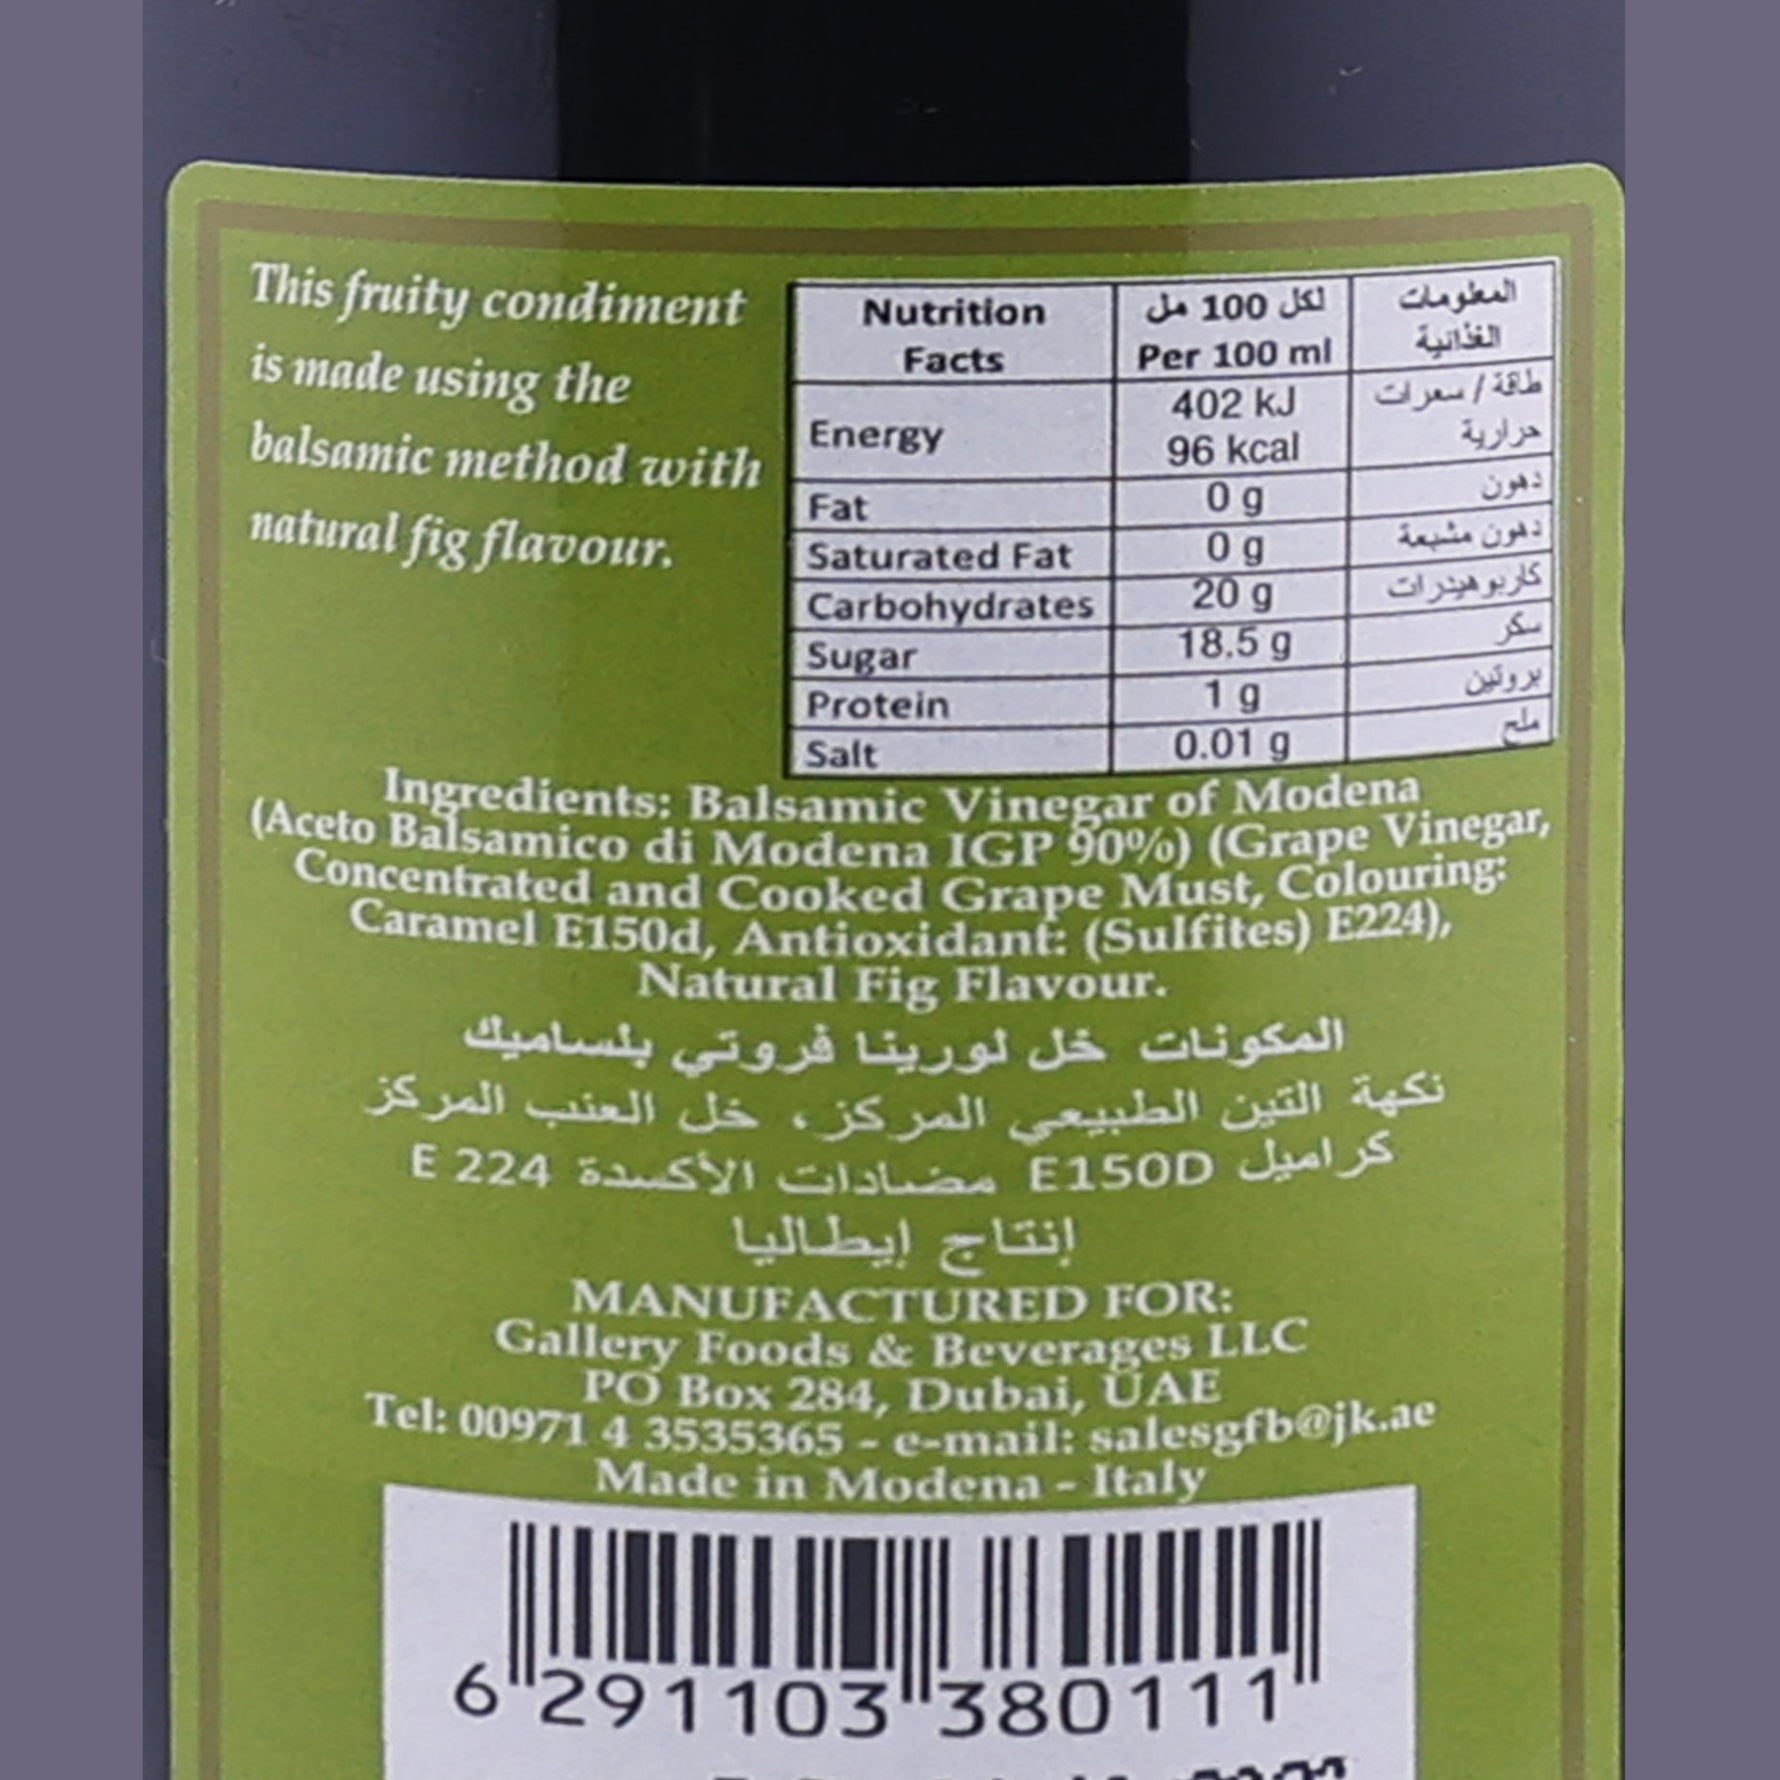 This fruity condiment
is made using the
balsamic method with
natural fig flavour.
Nutrition Facts لكل 100 مل Per 100 ml المعلومات الغذائية
Energy 402 kJ 96 kcal طاقة / سعرات حرارية
Fat 0 g دهون
Saturated Fat 0 g دهون مشبعة
Carbohydrates 20 g كاربوهيدرات
Sugar 18.5 g سكر
Protein 1 g بروتين
Salt 0.01 g ملح
Ingredients: Balsamic Vinegar of Modena
(Aceto Balsamico di Modena IGP 90%) (Grape Vinegar,
Concentrated and Cooked Grape Must, Colouring:
Caramel E150d, Antioxidant: (Sulfites) E224),
Natural Fig Flavour.
المكونات خل لورينا فروتي بلساميك
نكهة التين الطبيعي المركز، خل العنب المركز
كراميل E150D مضادات الأكسدة E 224
إنتاج إيطاليا
MANUFACTURED FOR:
Gallery Foods & Beverages LLC
PO Box 284, Dubai, UAE
Tel: 00971 4 3535365 - e-mail: salesgfb@jk.ae
Made in Modena - Italy
6 291103 380111